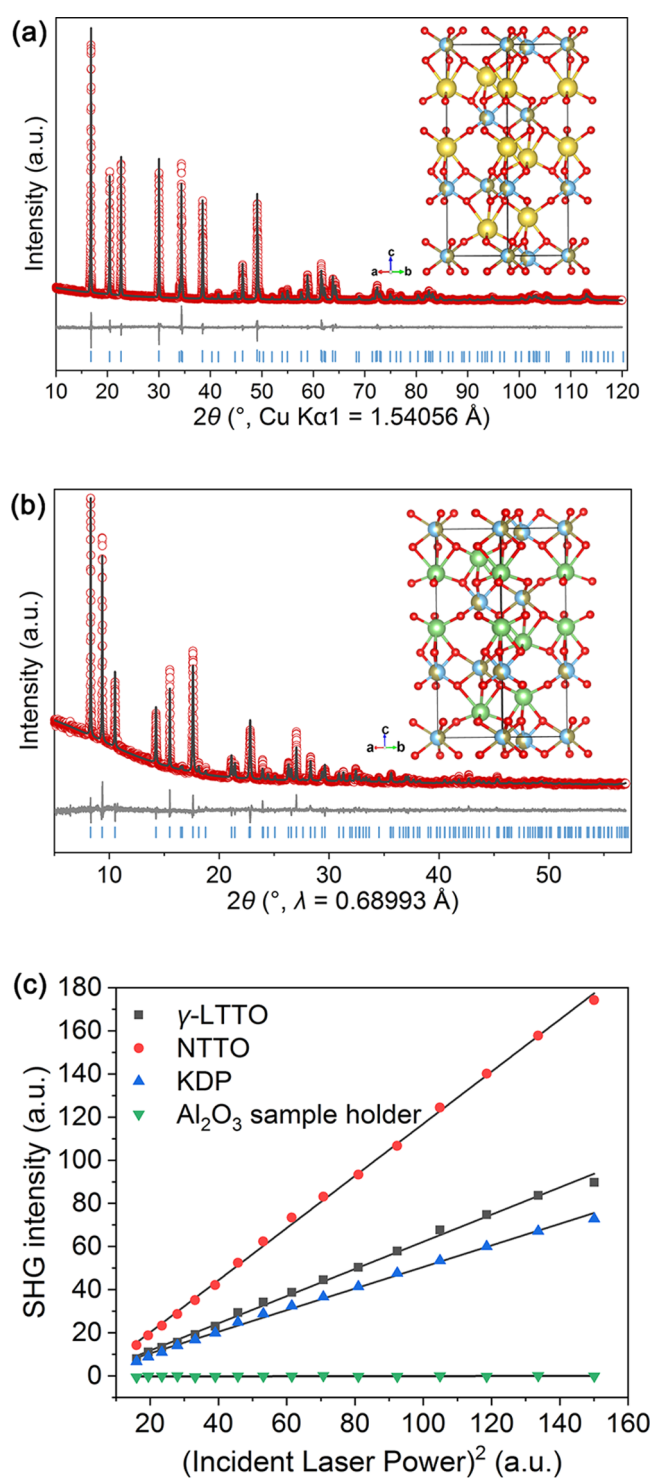 (a)
Intensity (a.u.)
c
a b
10 20 30 40 50 60 70 80 90 100 110 120
2θ (°, Cu Kα1 = 1.54056 Å)
(b)
Intensity (a.u.)
c
a b
10 20 30 40 50
2θ (°, λ = 0.68993 Å)
(c)
180
160
140
120
100
80
60
40
20
0
SHG intensity (a.u.)
γ-LTTO
NTTO
KDP
Al₂O₃ sample holder
20 40 60 80 100 120 140 160
(Incident Laser Power)² (a.u.)